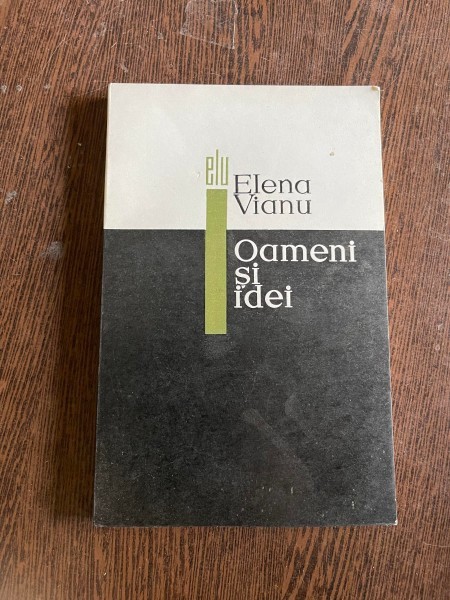 elu
Elena
Vianu
Oameni
și
idei